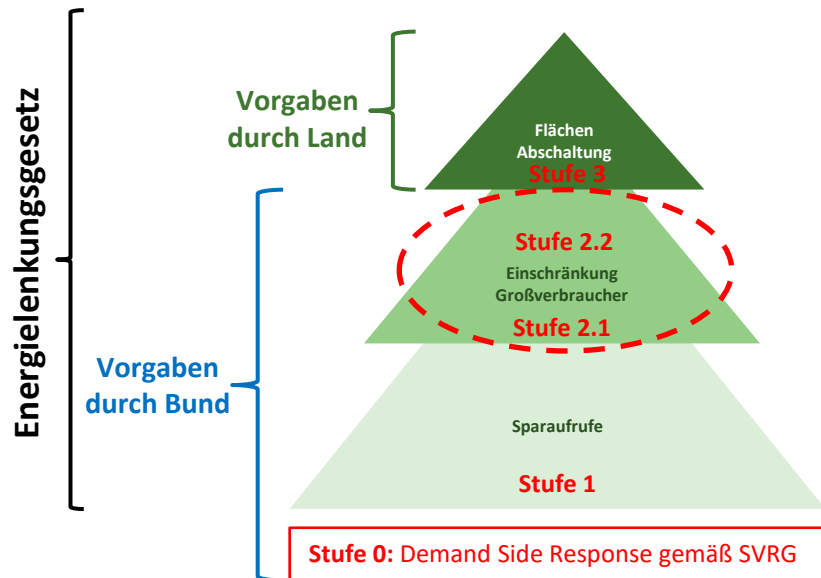 Energielenkungsgesetz
Vorgaben
durch Land
Flächen
Abschaltung
Stufe 3
Stufe 2.2
Einschränkung
Großverbraucher
Stufe 2.1
Vorgaben
durch Bund
Sparaufrufe
Stufe 1
Stufe 0: Demand Side Response gemäß SVRG